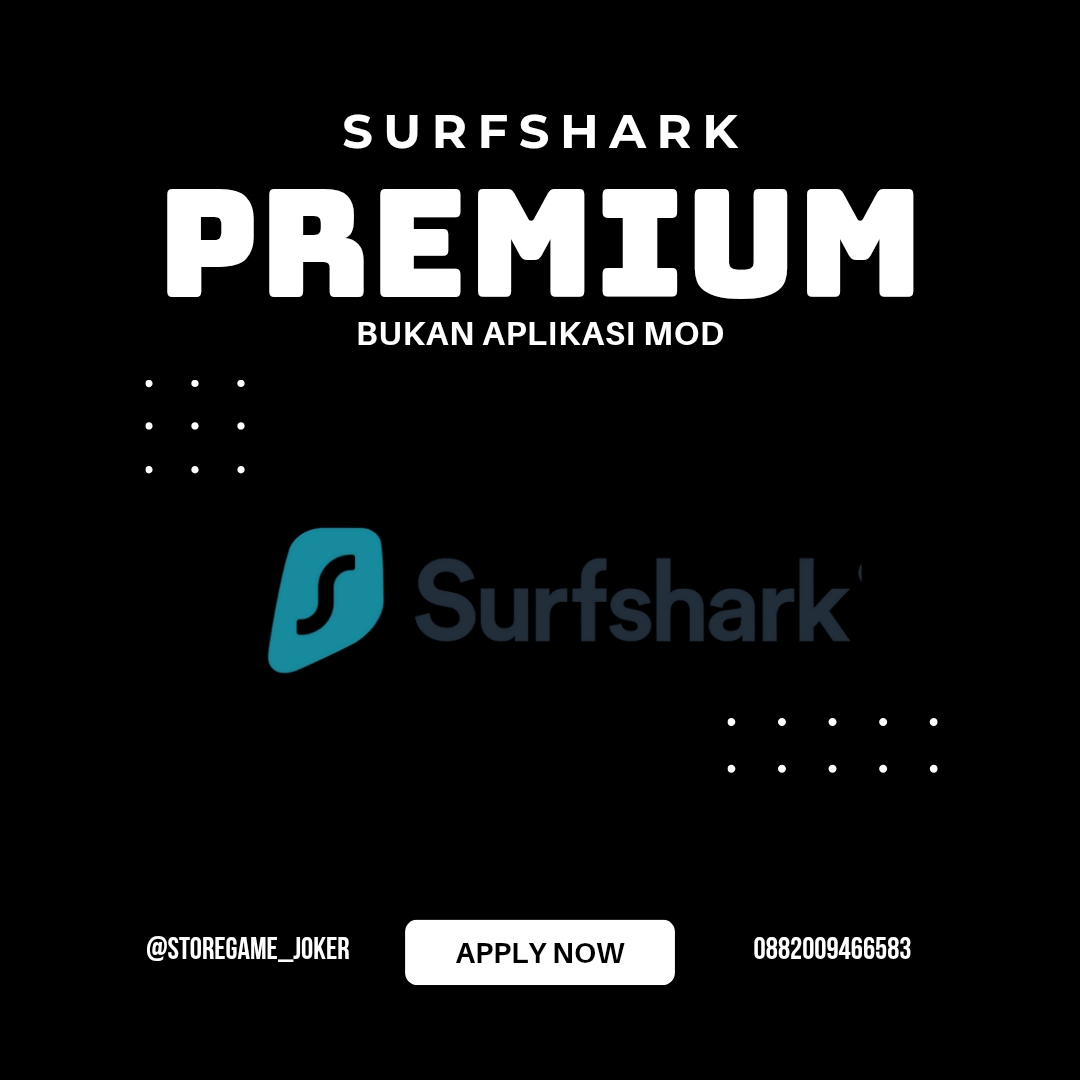 SURFSHARK
PREMIUM
BUKAN APLIKASI MOD
Surfshark
@STOREGAME_JOKER
APPLY NOW
0882009466583